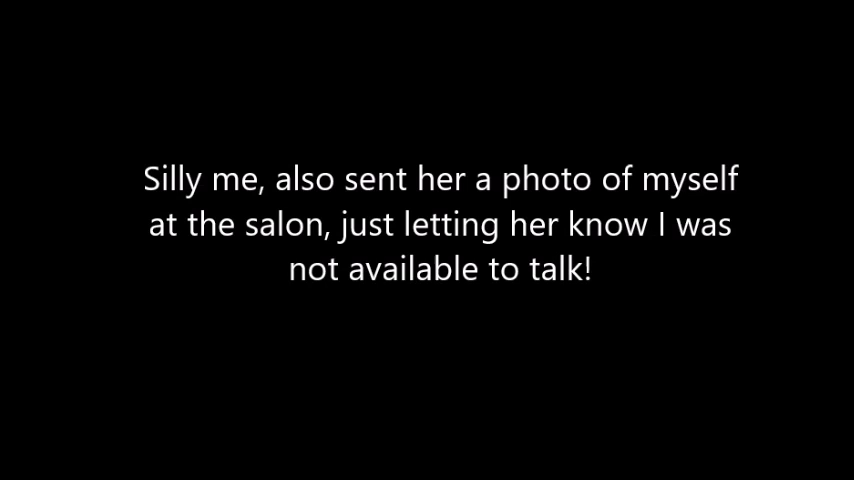 Silly me, also sent her a photo of myself
at the salon, just letting her know I was
not available to talk!